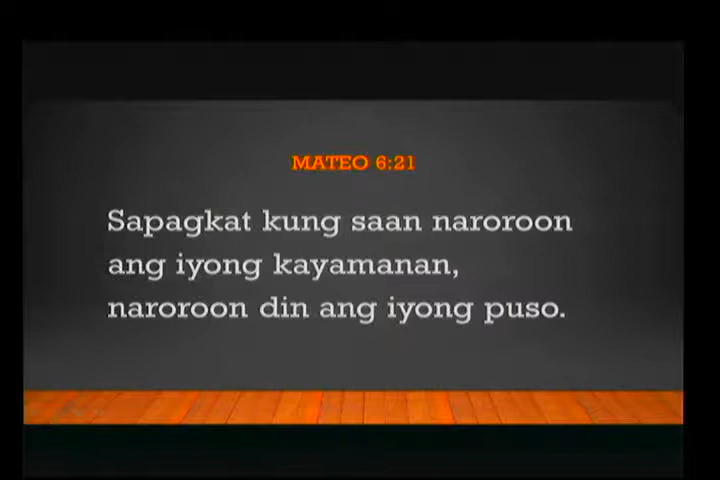 MATEO 6:21
Sapagkat kung saan naroroon
ang iyong kayamanan,
naroroon din ang iyong puso.